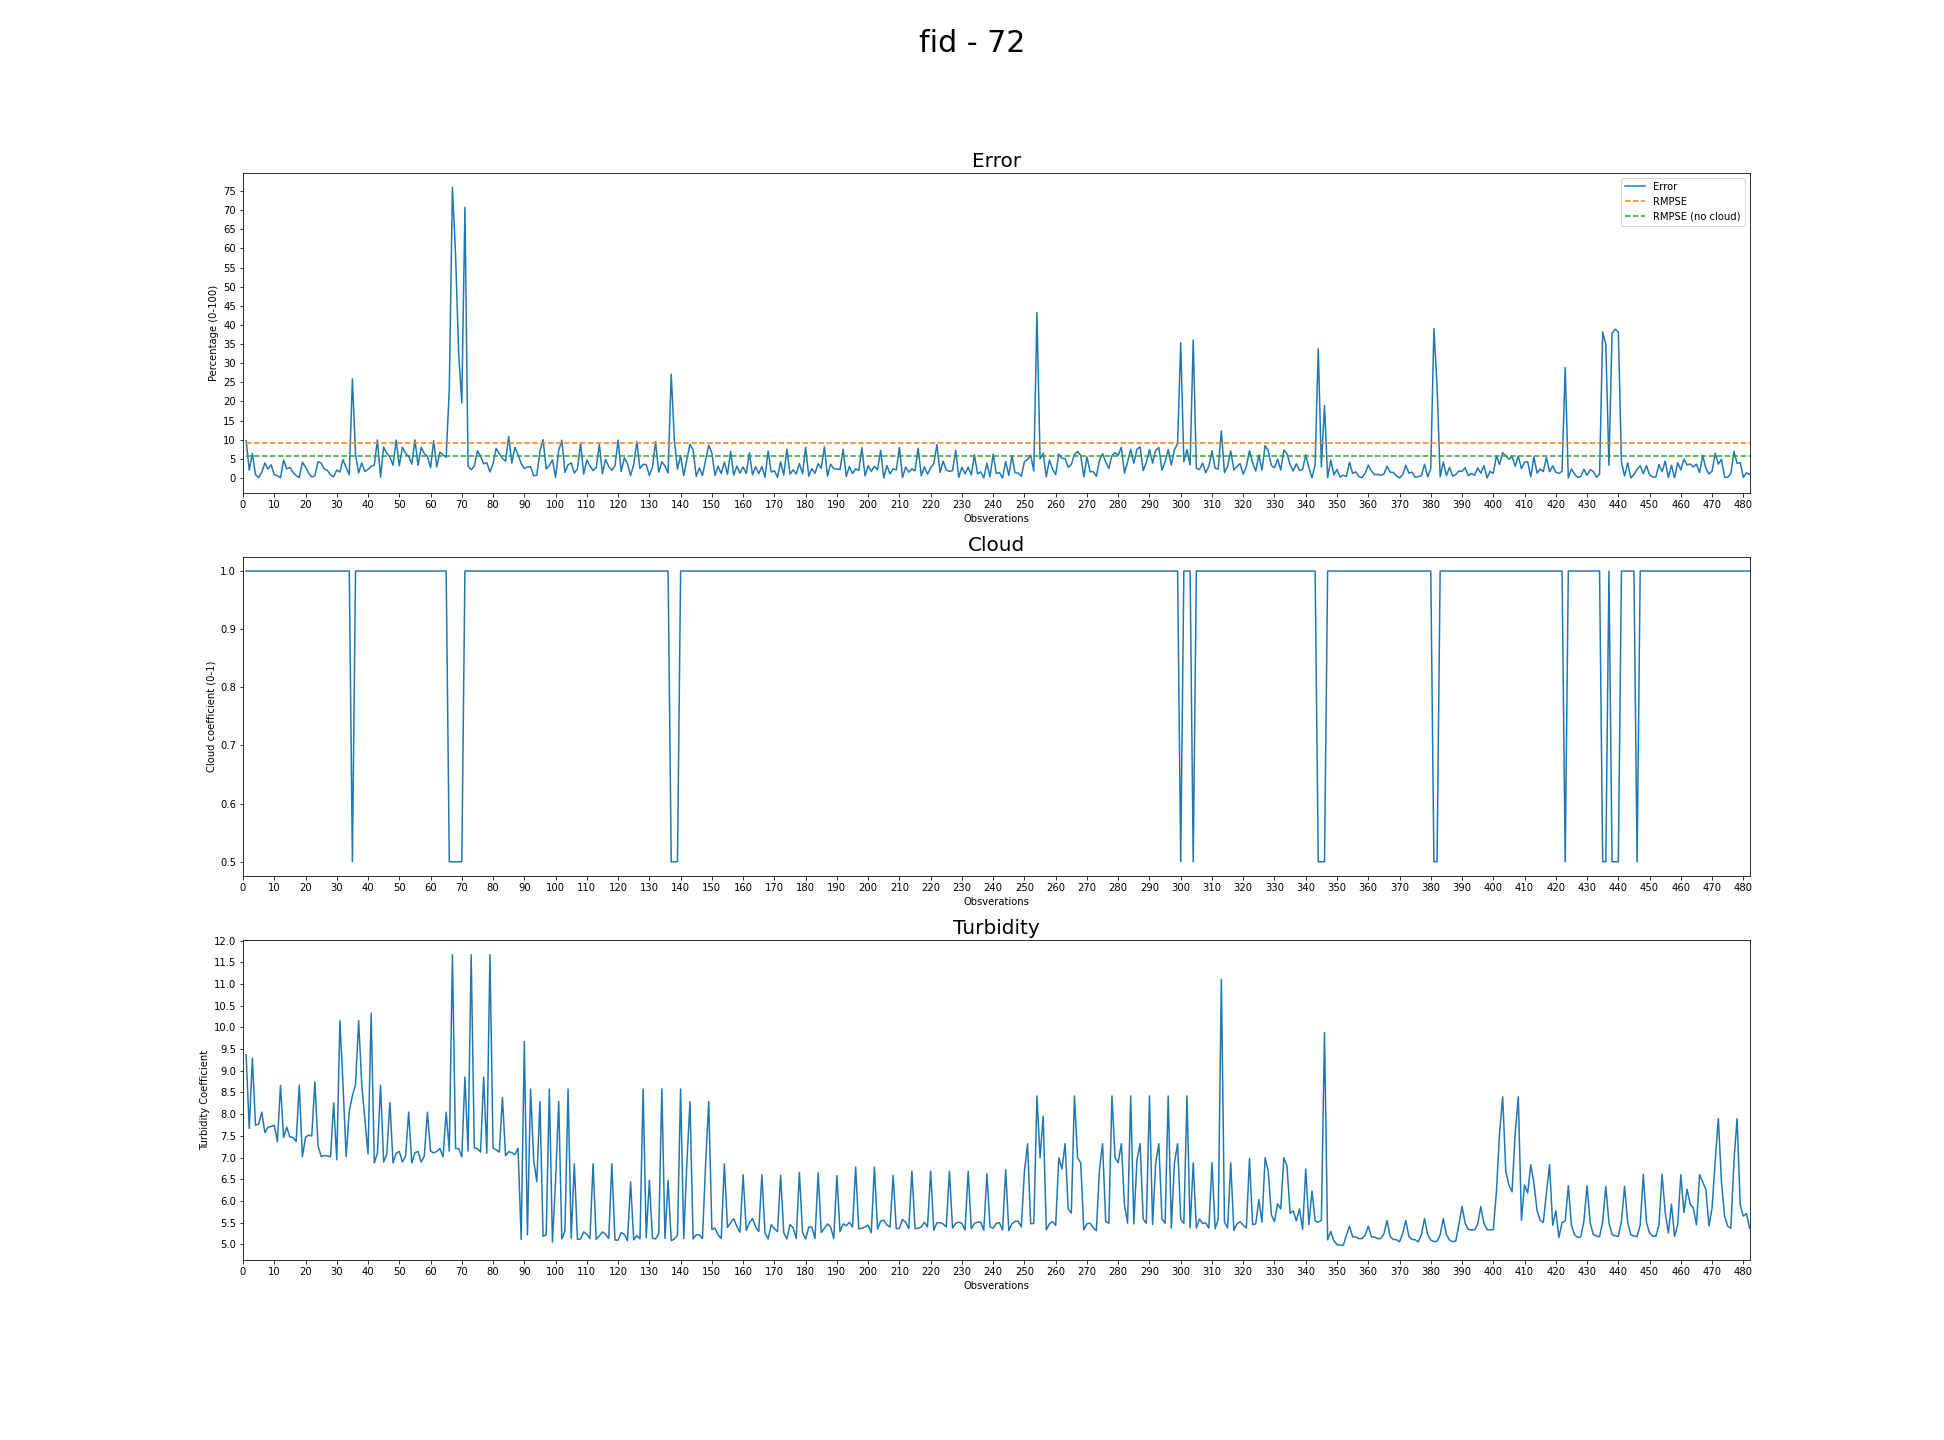 fid - 72
Error
75
70
65
60
55
50
45
40
35
30
25
20
15
10
5
0
Percentage (0-100)
Error
RMPSE
RMPSE (no cloud)
0 10 20 30 40 50 60 70 80 90 100 110 120 130 140 150 160 170 180 190 200 210 220 230 240 250 260 270 280 290 300 310 320 330 340 350 360 370 380 390 400 410 420 430 440 450 460 470 480
Obsverations
Cloud
1.0
0.9
0.8
0.7
0.6
0.5
Cloud coefficient (0-1)
0 10 20 30 40 50 60 70 80 90 100 110 120 130 140 150 160 170 180 190 200 210 220 230 240 250 260 270 280 290 300 310 320 330 340 350 360 370 380 390 400 410 420 430 440 450 460 470 480
Obsverations
Turbidity
12.0
11.5
11.0
10.5
10.0
9.5
9.0
8.5
8.0
7.5
7.0
6.5
6.0
5.5
5.0
Turbidity Coefficient
0 10 20 30 40 50 60 70 80 90 100 110 120 130 140 150 160 170 180 190 200 210 220 230 240 250 260 270 280 290 300 310 320 330 340 350 360 370 380 390 400 410 420 430 440 450 460 470 480
Obsverations